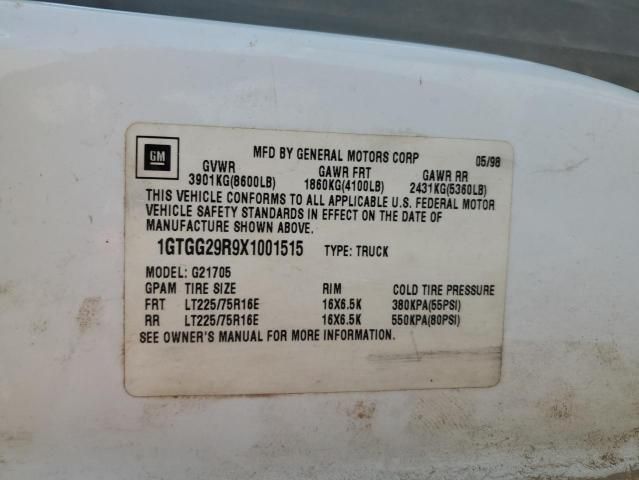 GM
MFD BY GENERAL MOTORS CORP 05/98
GVWR GAWR FRT GAWR RR
3901KG(8600LB) 1860KG(4100LB) 2431KG(5360LB)
THIS VEHICLE CONFORMS TO ALL APPLICABLE U.S. FEDERAL MOTOR
VEHICLE SAFETY STANDARDS IN EFFECT ON THE DATE OF
MANUFACTURE SHOWN ABOVE.
1GTGG29R9X1001515 TYPE: TRUCK
MODEL: G21705
GPAM TIRE SIZE RIM COLD TIRE PRESSURE
FRT LT225/75R16E 16X6.5K 380KPA(55PSI)
RR LT225/75R16E 16X6.5K 550KPA(80PSI)
SEE OWNER'S MANUAL FOR MORE INFORMATION.